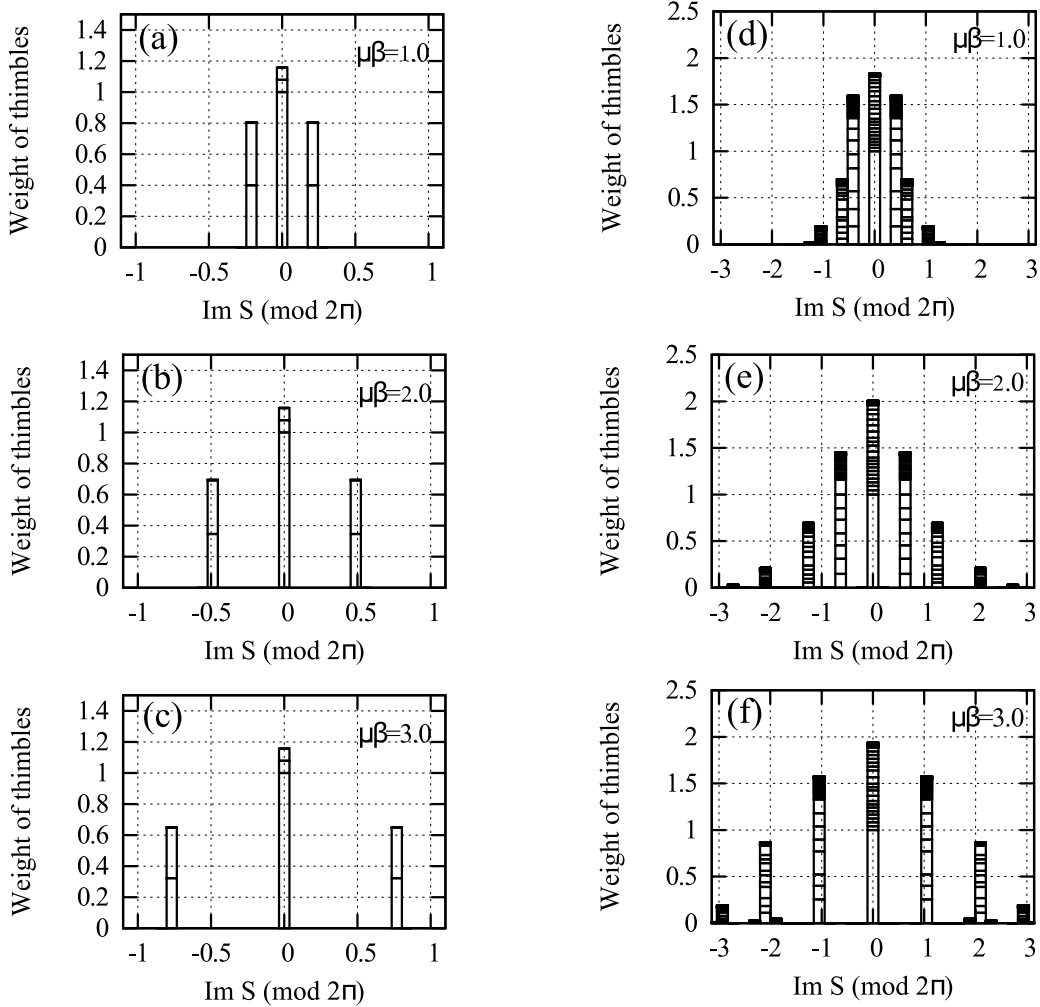 (a)
μβ=1.0
Weight of thimbles
1.4
1.2
1
0.8
0.6
0.4
0.2
0
-1 -0.5 0 0.5 1
Im S (mod 2π)
(d)
μβ=1.0
Weight of thimbles
2.5
2
1.5
1
0.5
0
-3 -2 -1 0 1 2 3
Im S (mod 2π)
(b)
μβ=2.0
Weight of thimbles
1.4
1.2
1
0.8
0.6
0.4
0.2
0
-1 -0.5 0 0.5 1
Im S (mod 2π)
(e)
μβ=2.0
Weight of thimbles
2.5
2
1.5
1
0.5
0
-3 -2 -1 0 1 2 3
Im S (mod 2π)
(c)
μβ=3.0
Weight of thimbles
1.4
1.2
1
0.8
0.6
0.4
0.2
0
-1 -0.5 0 0.5 1
Im S (mod 2π)
(f)
μβ=3.0
Weight of thimbles
2.5
2
1.5
1
0.5
0
-3 -2 -1 0 1 2 3
Im S (mod 2π)